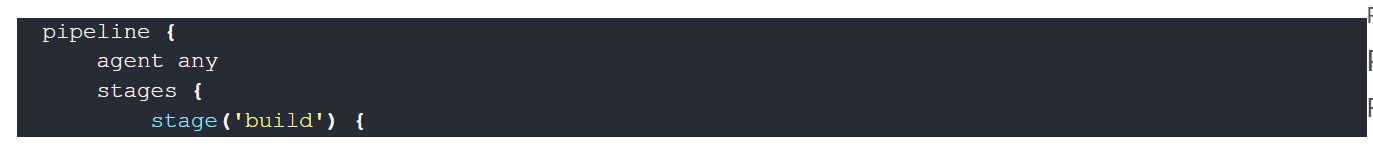 pipeline {
    agent any
    stages {
        stage('build') {